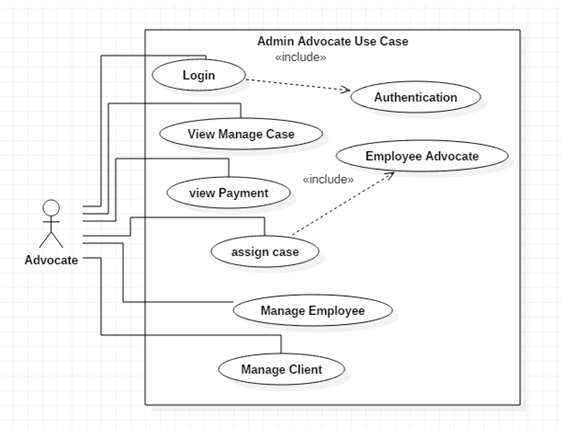 Admin Advocate Use Case
«include»
Login
Authentication
View Manage Case
Employee Advocate
«include»
view Payment
Advocate
assign case
Manage Employee
Manage Client